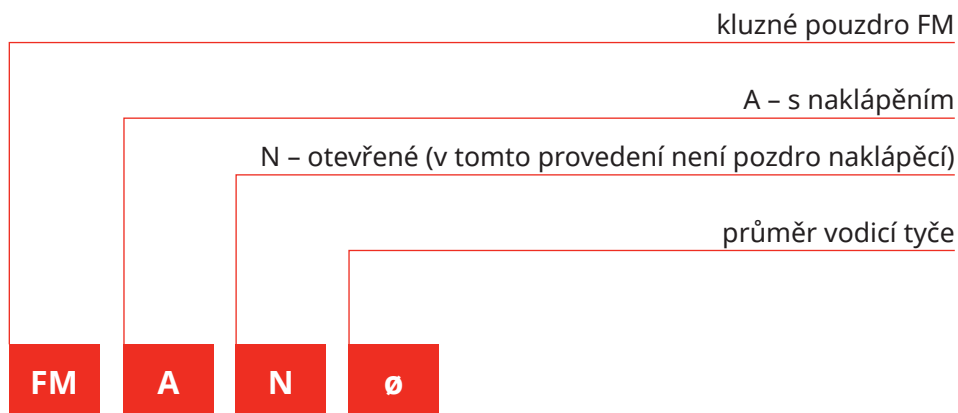 kluzné pouzdro FM
A – s naklápěním
N – otevřené (v tomto provedení není pozdro naklápěcí)
průměr vodicí tyče
FM A N ø